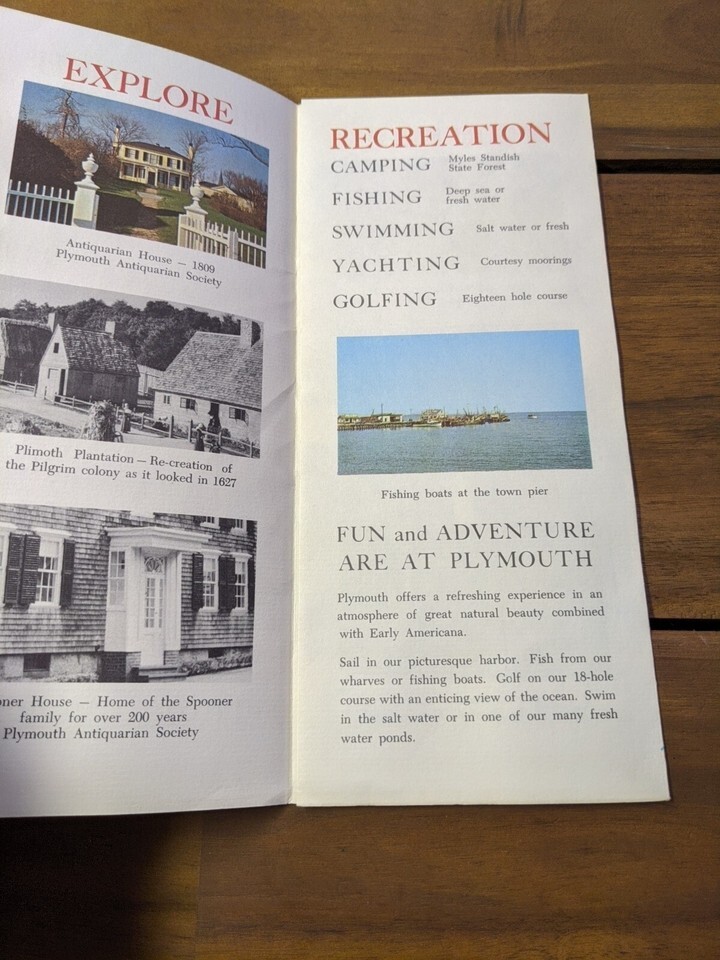 EXPLORE
Antiquarian House — 1809
Plymouth Antiquarian Society
Plimoth Plantation — Re-creation of
the Pilgrim colony as it looked in 1627
House — Home of the Spooner
family for over 200 years
Plymouth Antiquarian Society
RECREATION
CAMPING Myles Standish
State Forest
FISHING Deep sea or
fresh water
SWIMMING Salt water or fresh
YACHTING Courtesy moorings
GOLFING Eighteen hole course
Fishing boats at the town pier
FUN and ADVENTURE
ARE AT PLYMOUTH
Plymouth offers a refreshing experience in an
atmosphere of great natural beauty combined
with Early Americana.
Sail in our picturesque harbor. Fish from our
wharves or fishing boats. Golf on our 18-hole
course with an enticing view of the ocean. Swim
in the salt water or in one of our many fresh
water ponds.